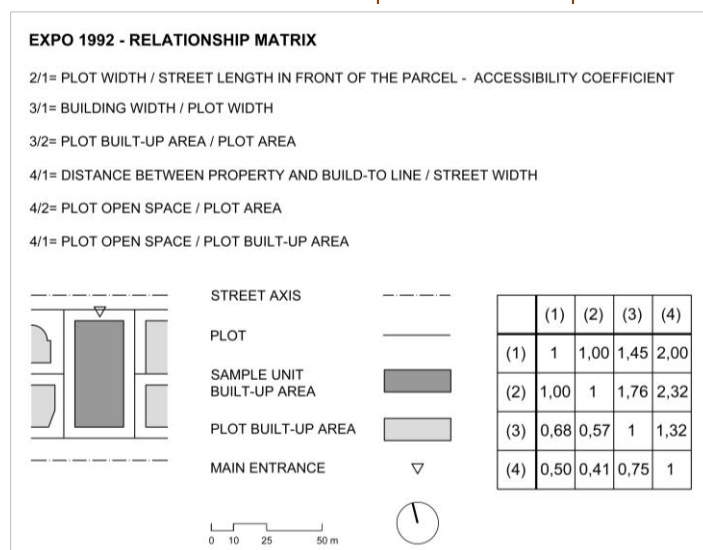 EXPO 1992 - RELATIONSHIP MATRIX
2/1= PLOT WIDTH / STREET LENGTH IN FRONT OF THE PARCEL - ACCESSIBILITY COEFFICIENT
3/1= BUILDING WIDTH / PLOT WIDTH
3/2= PLOT BUILT-UP AREA / PLOT AREA
4/1= DISTANCE BETWEEN PROPERTY AND BUILD-TO LINE / STREET WIDTH
4/2= PLOT OPEN SPACE / PLOT AREA
4/1= PLOT OPEN SPACE / PLOT BUILT-UP AREA
STREET AXIS
PLOT
SAMPLE UNIT
BUILT-UP AREA
PLOT BUILT-UP AREA
MAIN ENTRANCE
0 10 25 50 m
(1) (2) (3) (4)
(1) 1 1,00 1,45 2,00
(2) 1,00 1 1,76 2,32
(3) 0,68 0,57 1 1,32
(4) 0,50 0,41 0,75 1